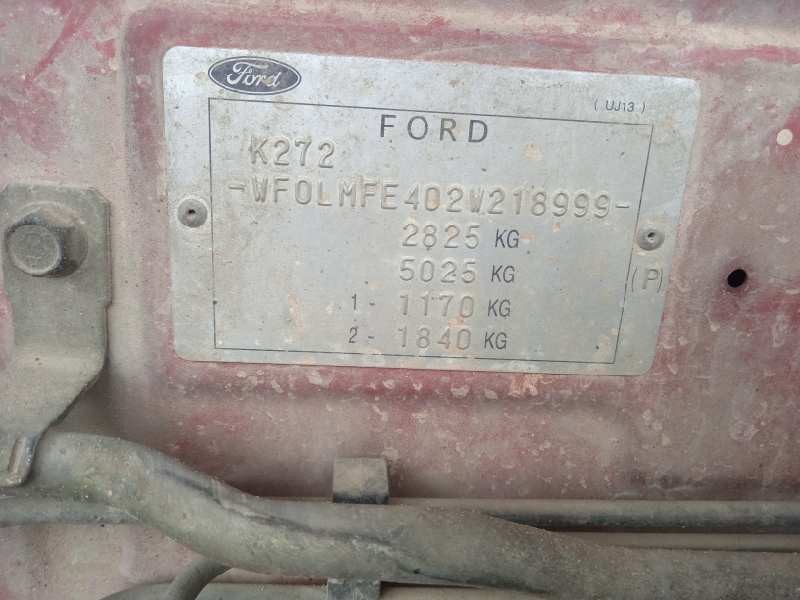 Ford
( UJ13 )
FORD
K272
-WF0LMFE402W218999-
2825 KG
5025 KG
(P)
1 - 1170 KG
2 - 1840 KG